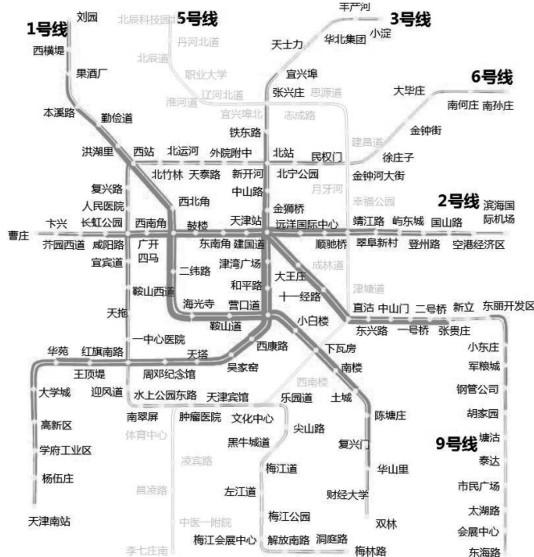 刘园
1号线
北辰科技园北
5号线
丰产河
3号线
小淀
丹河北道
天士力
华北集团
西横堤
北辰道
宜兴埠
6号线
果酒厂
职业大学
张兴庄
思源道
大毕庄
辽河北道
淮河道
南何庄
南孙庄
本溪路
勤俭道
宜兴埠北
志成路
铁东路
金钟街
建昌道
洪湖里
西站
北运河
外院附中
北站
民权门
徐庄子
北竹林
天泰路
新开河
北宁公园
金钟河大街
复兴路
中山路
月牙河
人民医院
西北角
金狮桥
幸福公园
2号线
滨海国
际机场
卞兴
长虹公园
西南角
鼓楼
天津站
远洋国际中心
靖江路
屿东城
国山路
曹庄
芥园西道
咸阳路
广开
四马
东南角
建国道
顺驰桥
翠阜新村
登州路
空港经济区
宜宾道
二纬路
津湾广场
成林道
大王庄
鞍山西道
和平路
津塘道
十一经路
海光寺
营口道
直沽
中山门
二号桥
新立
东丽开发区
天拖
鞍山道
小白楼
东兴路
一号桥
张贵庄
一中心医院
西康路
下瓦房
小东庄
华苑
红旗南路
天塔
吴家窑
南楼
军粮城
王顶堤
周邓纪念馆
西南楼
大学城
迎风道
水上公园东路
天津宾馆
乐园道
土城
钢管公司
南翠屏
肿瘤医院
文化中心
陈塘庄
胡家园
高新区
体育中心
尖山路
黑牛城道
复兴门
9号线
塘沽
学府工业区
凌宾路
梅江道
华山里
泰达
杨伍庄
昌凌路
左江道
财经大学
市民广场
天津南站
中医一附院
梅江公园
双林
太湖路
梅江会展中心
解放南路
洞庭路
会展中心
李七庄南
梅林路
东海路